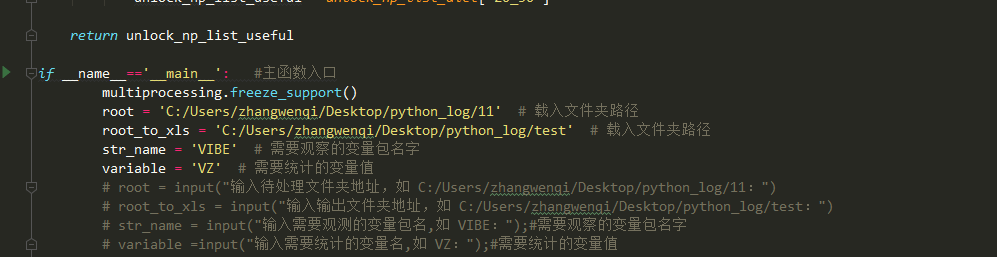 return unlock_np_list_useful
if __name__=='__main__':   #主函数入口
multiprocessing.freeze_support()
root = 'C:/Users/zhangwenqi/Desktop/python_log/11'  # 载入文件夹路径
root_to_xls = 'C:/Users/zhangwenqi/Desktop/python_log/test'  # 载入文件夹路径
str_name = 'VIBE'  # 需要观察的变量包名字
variable = 'VZ'  # 需要统计的变量值
# root = input("输入待处理文件夹地址，如 C:/Users/zhangwenqi/Desktop/python_log/11：")
# root_to_xls = input("输入输出文件夹地址，如 C:/Users/zhangwenqi/Desktop/python_log/test：")
# str_name = input("输入需要观测的变量包名,如 VIBE：");#需要观察的变量包名字
# variable =input("输入需要统计的变量名,如 VZ：");#需要统计的变量值